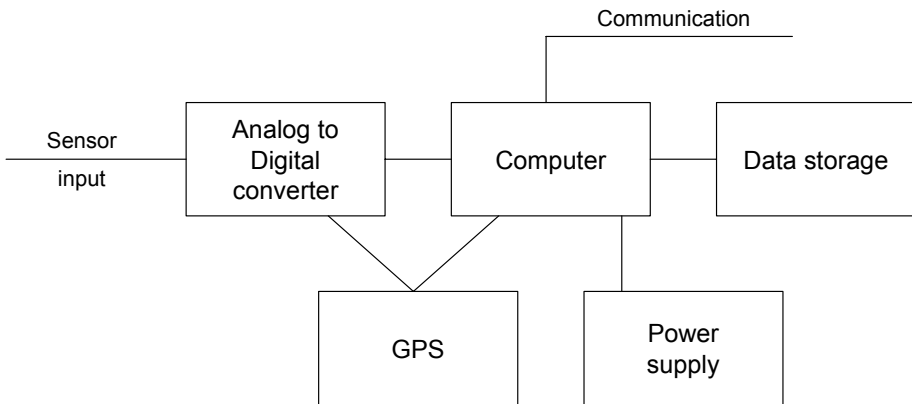 Communication
Sensor
input
Analog to
Digital
converter
Computer
Data storage
GPS
Power
supply